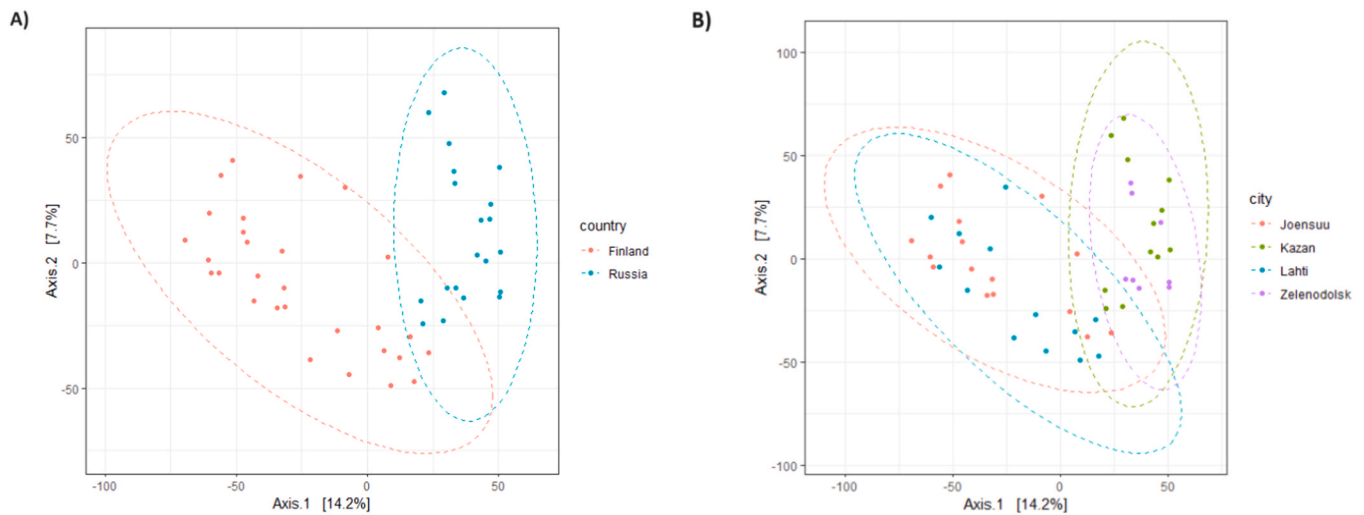 A)
50
0
-50
Axis.2 [7.7%]
-100
-50
0
50
Axis.1 [14.2%]
country
Finland
Russia
B)
100
50
0
-50
-100
Axis.2 [7.7%]
-100
-50
0
50
Axis.1 [14.2%]
city
Joensuu
Kazan
Lahti
Zelenodolsk